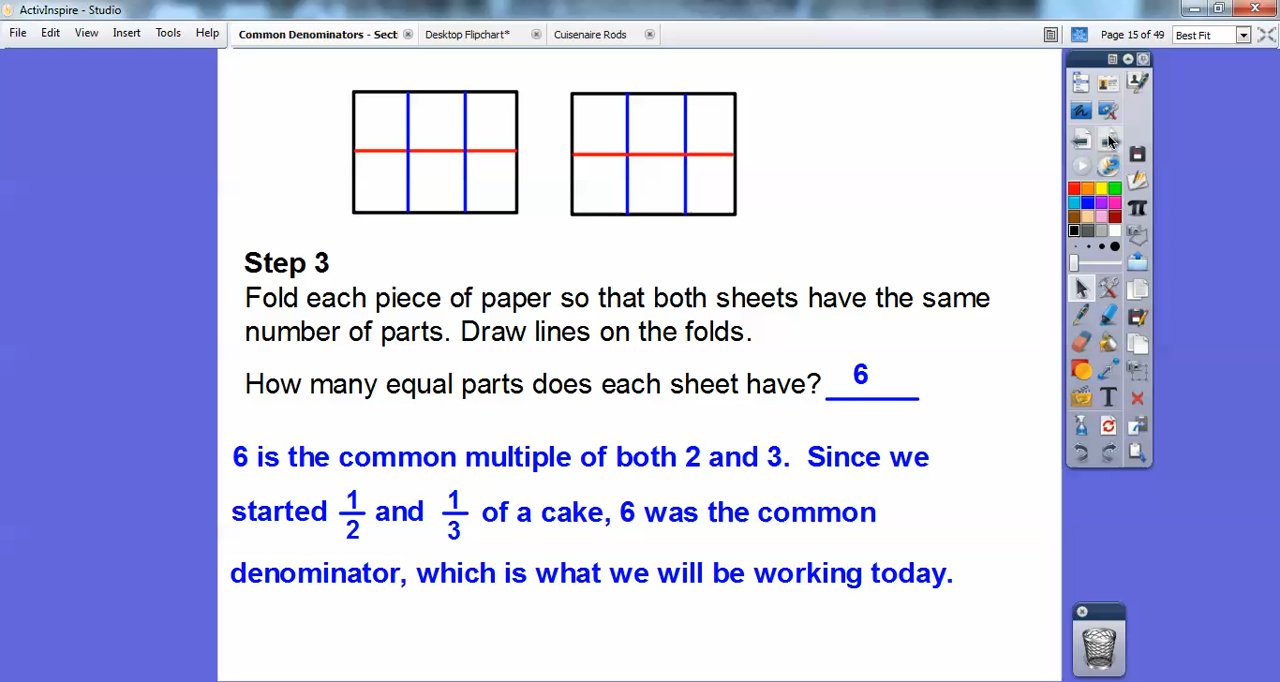 ActivInspire - Studio
File Edit View Insert Tools Help
Common Denominators - Sect Desktop Flipchart* Cuisenaire Rods
Page 15 of 49 Best Fit
Step 3
Fold each piece of paper so that both sheets have the same
number of parts. Draw lines on the folds.
How many equal parts does each sheet have? 6
6 is the common multiple of both 2 and 3. Since we
started 1/2 and 1/3 of a cake, 6 was the common
denominator, which is what we will be working today.